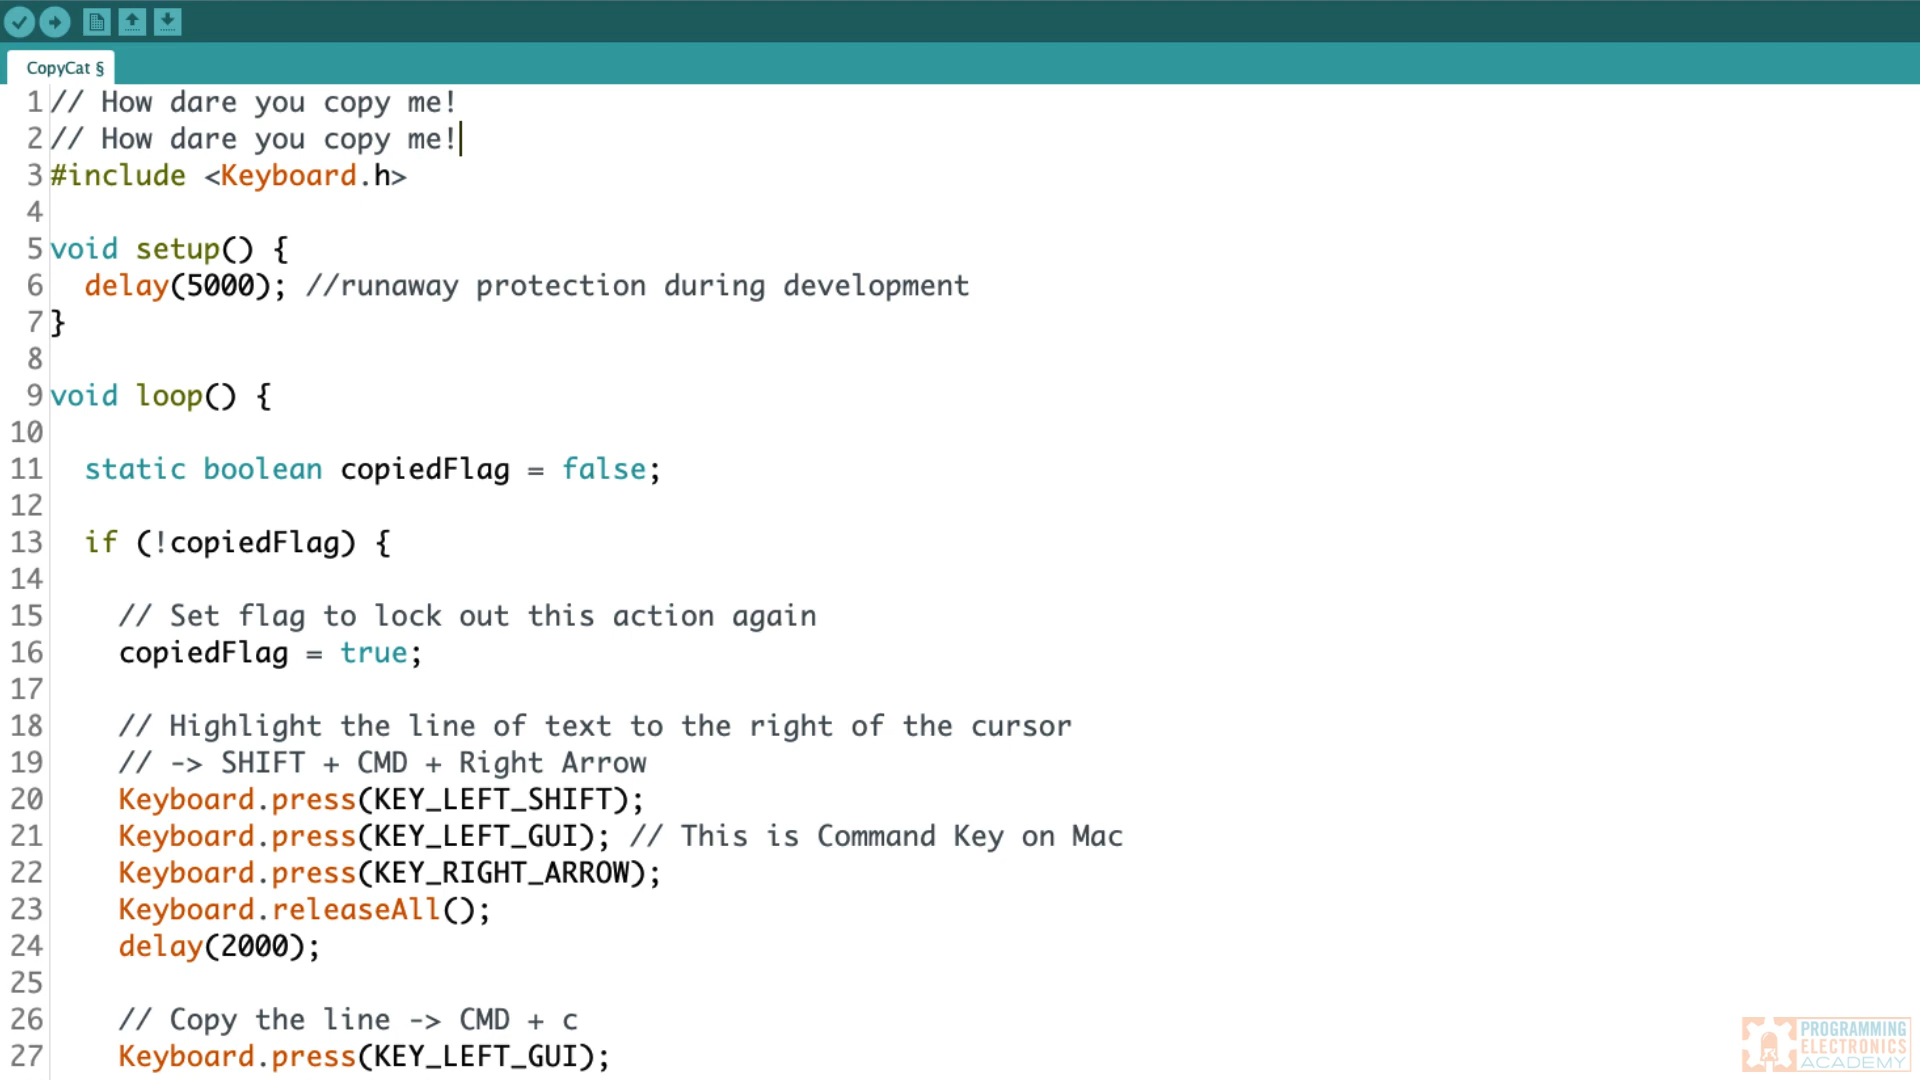 CopyCat §
1 // How dare you copy me!
2 // How dare you copy me!
3 #include <Keyboard.h>
4
5 void setup() {
6   delay(5000); //runaway protection during development
7 }
8
9 void loop() {
10
11   static boolean copiedFlag = false;
12
13   if (!copiedFlag) {
14
15     // Set flag to lock out this action again
16     copiedFlag = true;
17
18     // Highlight the line of text to the right of the cursor
19     // -> SHIFT + CMD + Right Arrow
20     Keyboard.press(KEY_LEFT_SHIFT);
21     Keyboard.press(KEY_LEFT_GUI); // This is Command Key on Mac
22     Keyboard.press(KEY_RIGHT_ARROW);
23     Keyboard.releaseAll();
24     delay(2000);
25
26     // Copy the line -> CMD + c
27     Keyboard.press(KEY_LEFT_GUI);
PROGRAMMING
ELECTRONICS
ACADEMY